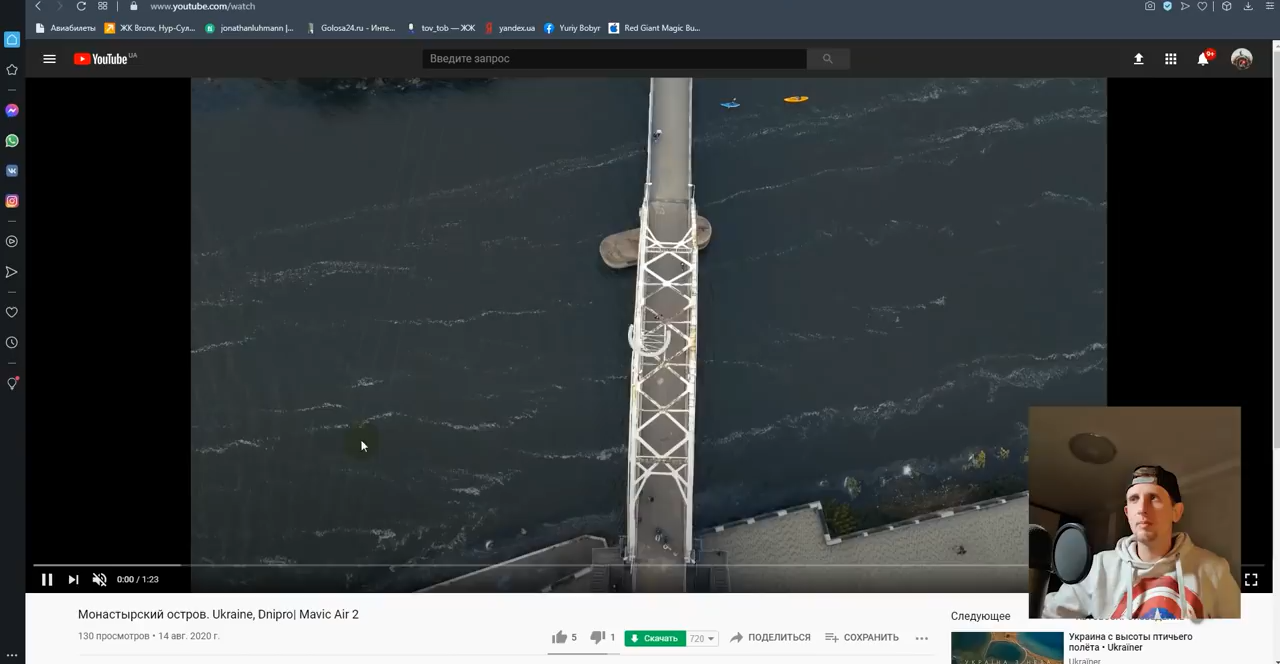 www.youtube.com/watch
Авиабилеты
ЖК Bronx, Нур-Сул...
jonathanluhmann |...
Golosa24.ru - Инте...
tov_tob — ЖЖ
yandex.ua
Yuriy Bobyr
Red Giant Magic Bu...
YouTube UA
Введите запрос
9+
0:00 / 1:23
Монастырский остров. Ukraine, Dnipro| Mavic Air 2
130 просмотров • 14 авг. 2020 г.
5
1
Скачать
720
ПОДЕЛИТЬСЯ
СОХРАНИТЬ
Следующее
Украина с высоты птичьего
полёта • Ukraïner
Ukraïner